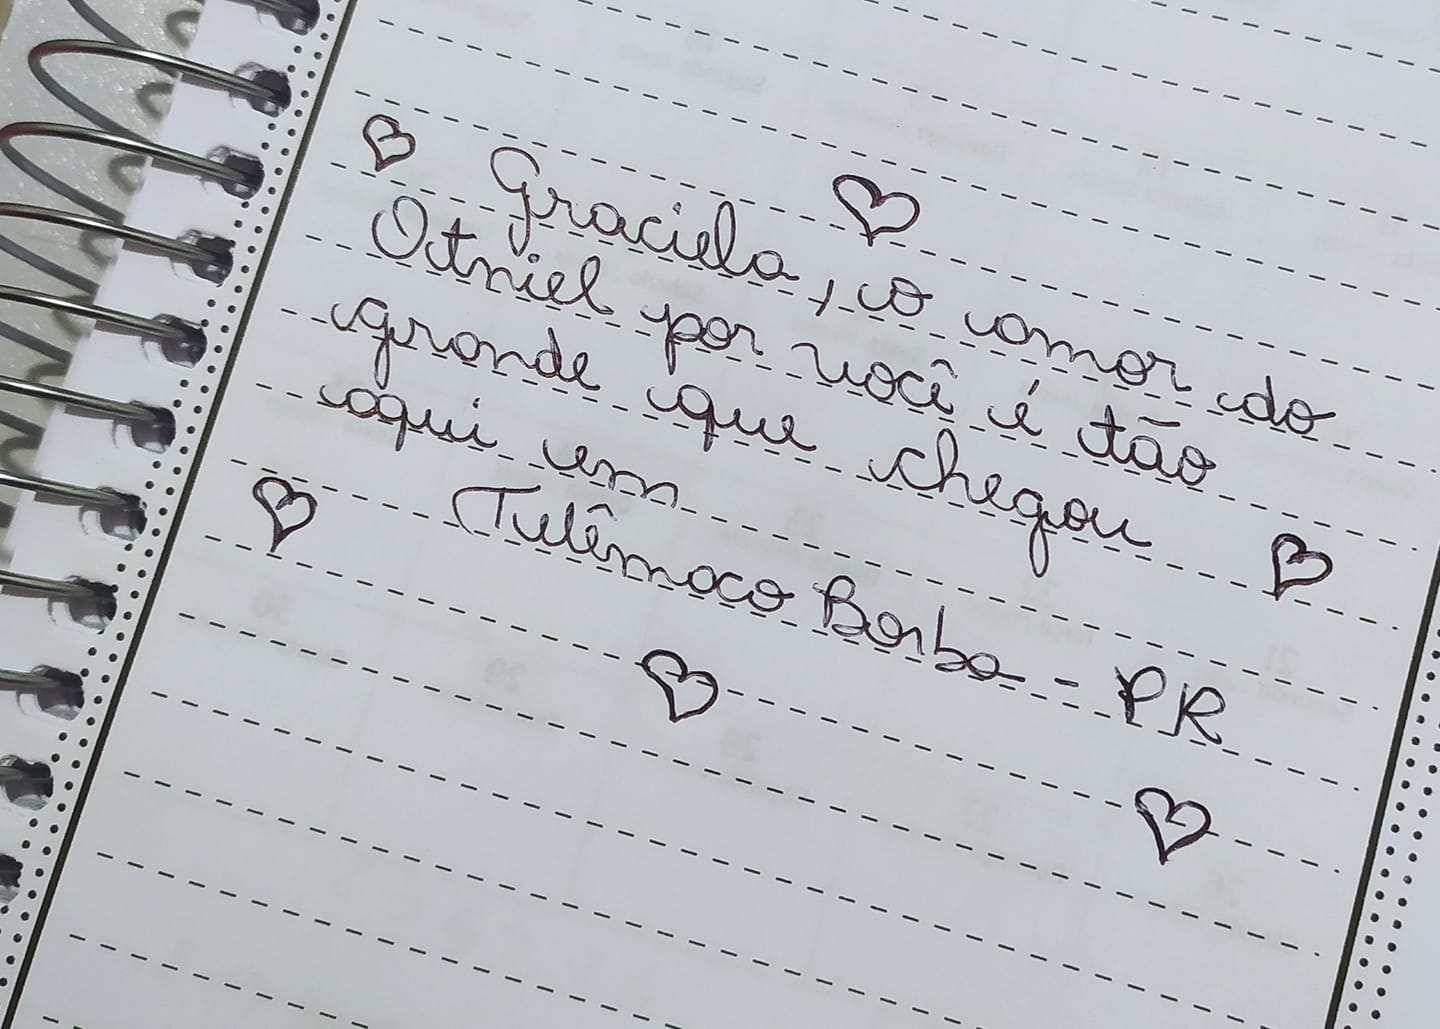 Graciela, o amor do
Otniel por você é tão
grande que chegou
aqui em
Telêmaco Borba - PR